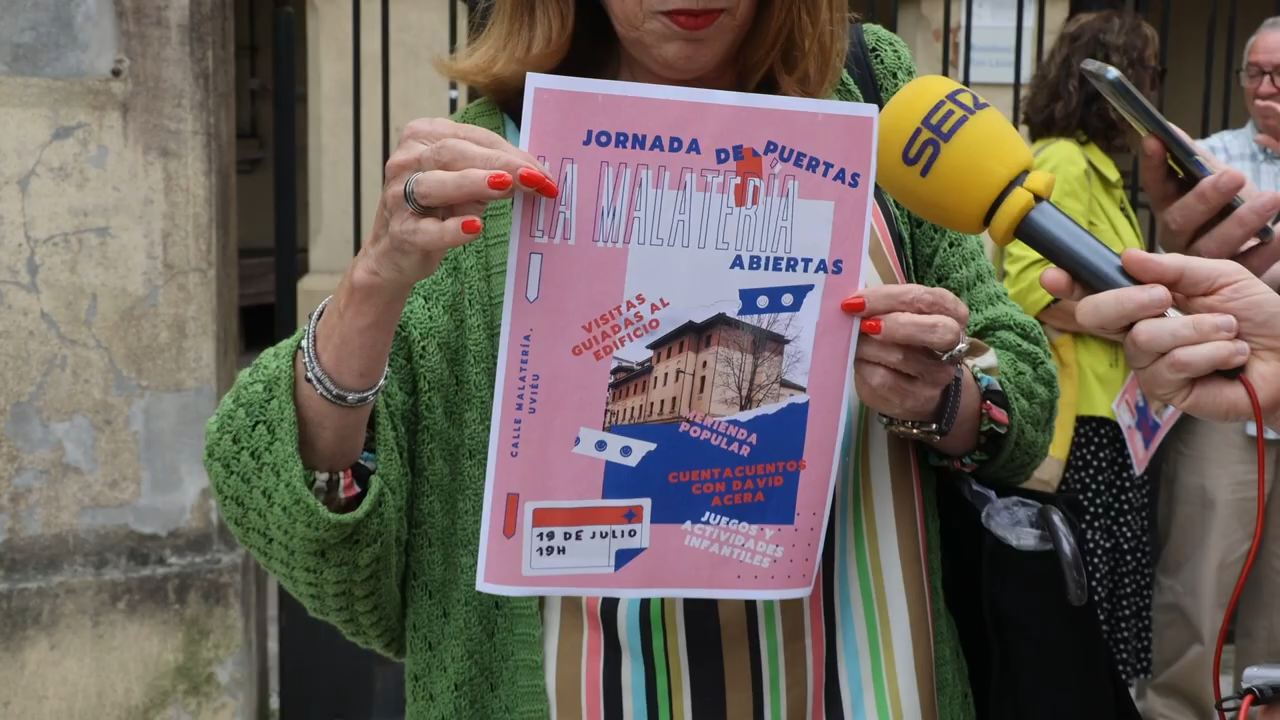 JORNADA DE PUERTAS
LA MALATERÍA
ABIERTAS
VISITAS
GUIADAS AL
EDIFICIO
CALLE MALATERÍA,
UVIÉU
MERIENDA
POPULAR
CUENTACUENTOS
CON DAVID
ACERA
JUEGOS Y
ACTIVIDADES
INFANTILES
19 DE JULIO
19H
SER